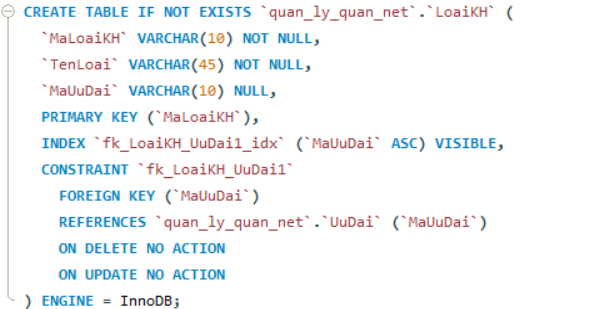 CREATE TABLE IF NOT EXISTS `quan_ly_quan_net`.`LoaiKH` (
`MaLoaiKH` VARCHAR(10) NOT NULL,
`TenLoai` VARCHAR(45) NOT NULL,
`MaUuDai` VARCHAR(10) NULL,
PRIMARY KEY (`MaLoaiKH`),
INDEX `fk_LoaiKH_UuDai1_idx` (`MaUuDai` ASC) VISIBLE,
CONSTRAINT `fk_LoaiKH_UuDai1`
FOREIGN KEY (`MaUuDai`)
REFERENCES `quan_ly_quan_net`.`UuDai` (`MaUuDai`)
ON DELETE NO ACTION
ON UPDATE NO ACTION
) ENGINE = InnoDB;